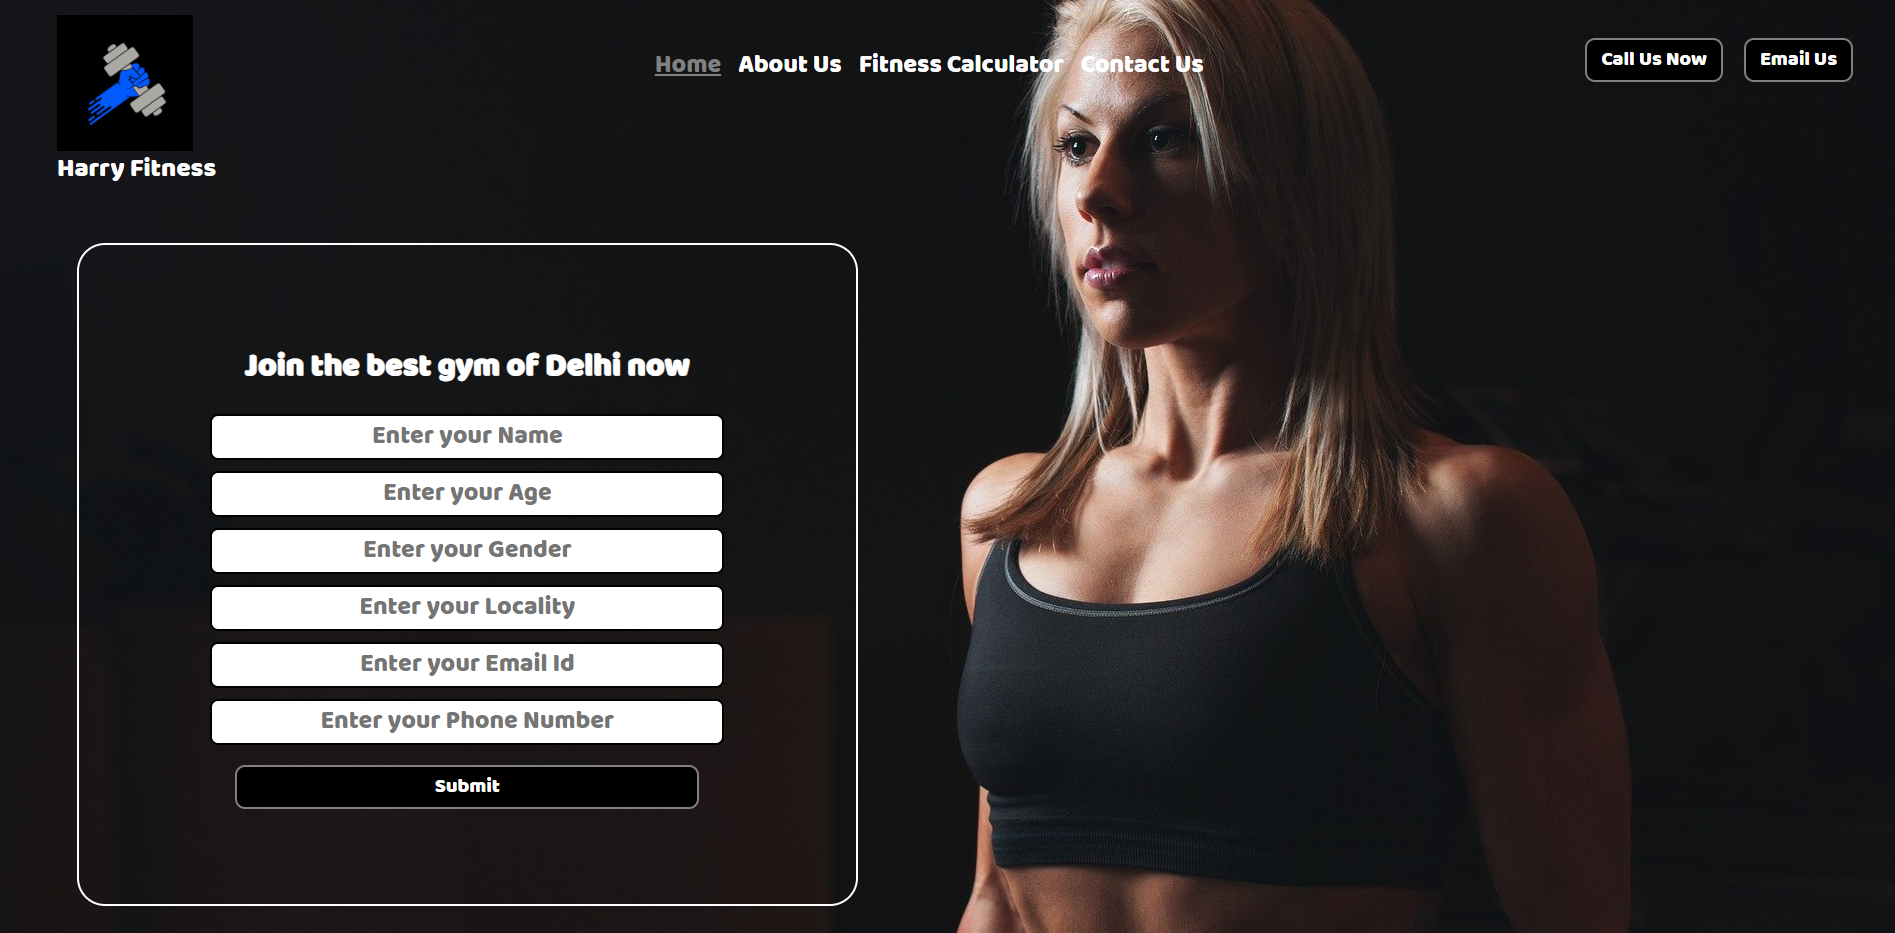 Home About Us Fitness Calculator Contact Us
Call Us Now Email Us
Harry Fitness
Join the best gym of Delhi now
Enter your Name
Enter your Age
Enter your Gender
Enter your Locality
Enter your Email Id
Enter your Phone Number
Submit